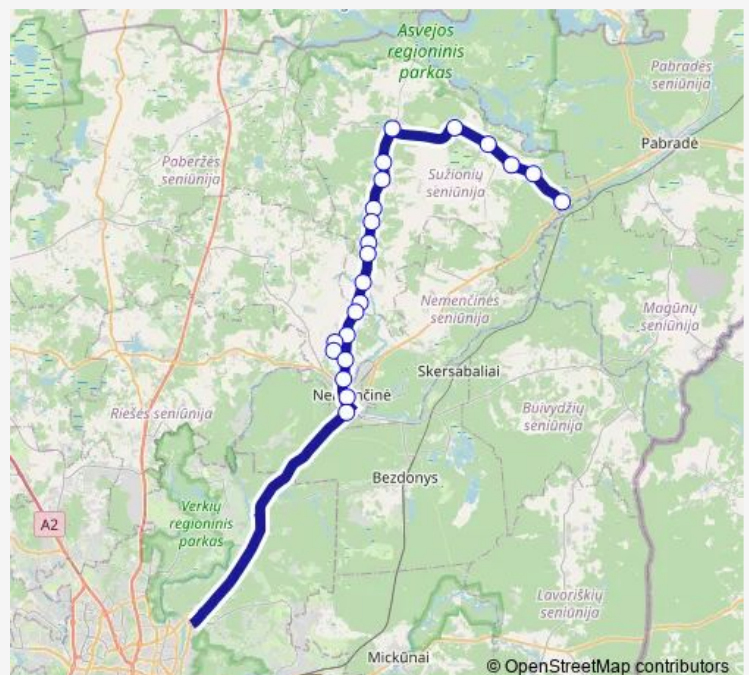 Asvejos
regioninis
parkas
Pabradės
seniūnija
Paberžės
seniūnija
Pabradė
Sužionių
seniūnija
Nemenčinės
seniūnija
Magūnų
seniūnija
Skersabaliai
Nemenčinė
Riešės seniūnija
Buivydžių
seniūnija
Bezdonys
Verkių
regioninis
parkas
A2
Lavoriškių
seniūnija
Mickūnai
© OpenStreetMap contributors